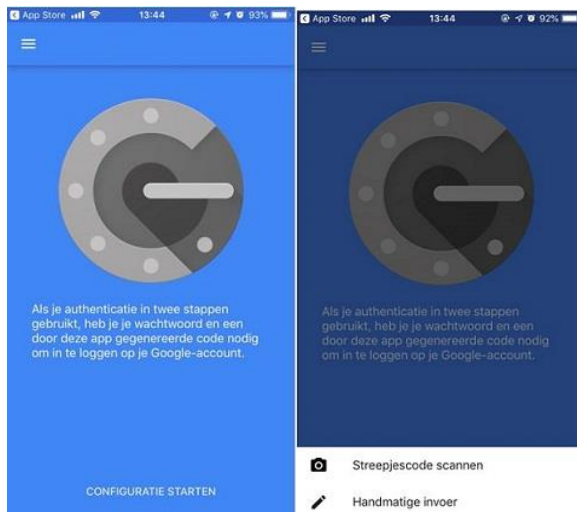 App Store 13:44 93%
Als je authenticatie in twee stappen
gebruikt, heb je je wachtwoord en een
door deze app gegenereerde code nodig
om in te loggen op je Google-account.
CONFIGURATIE STARTEN
App Store 13:44 92%
Als je authenticatie in twee stappen
gebruikt, heb je je wachtwoord en een
door deze app gegenereerde code nodig
om in te loggen op je Google-account.
Streepjescode scannen
Handmatige invoer